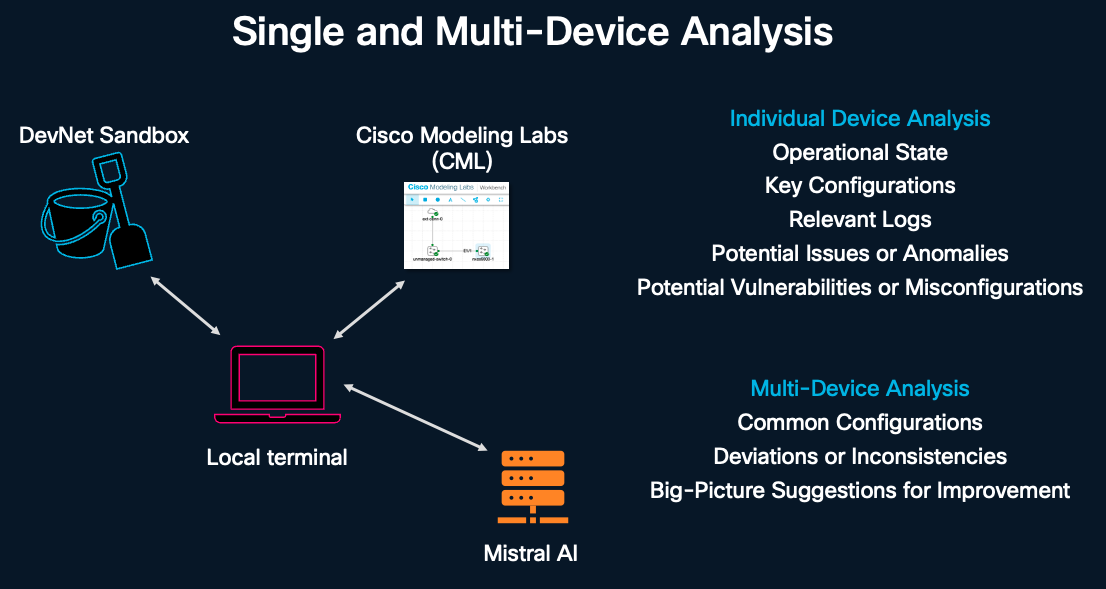 Single and Multi-Device Analysis
DevNet Sandbox
Cisco Modeling Labs
(CML)
Cisco Modeling Labs Workbench
ext-conn-0
unmanaged-switch-0
Local terminal
Mistral AI
Individual Device Analysis
Operational State
Key Configurations
Relevant Logs
Potential Issues or Anomalies
Potential Vulnerabilities or Misconfigurations
Multi-Device Analysis
Common Configurations
Deviations or Inconsistencies
Big-Picture Suggestions for Improvement